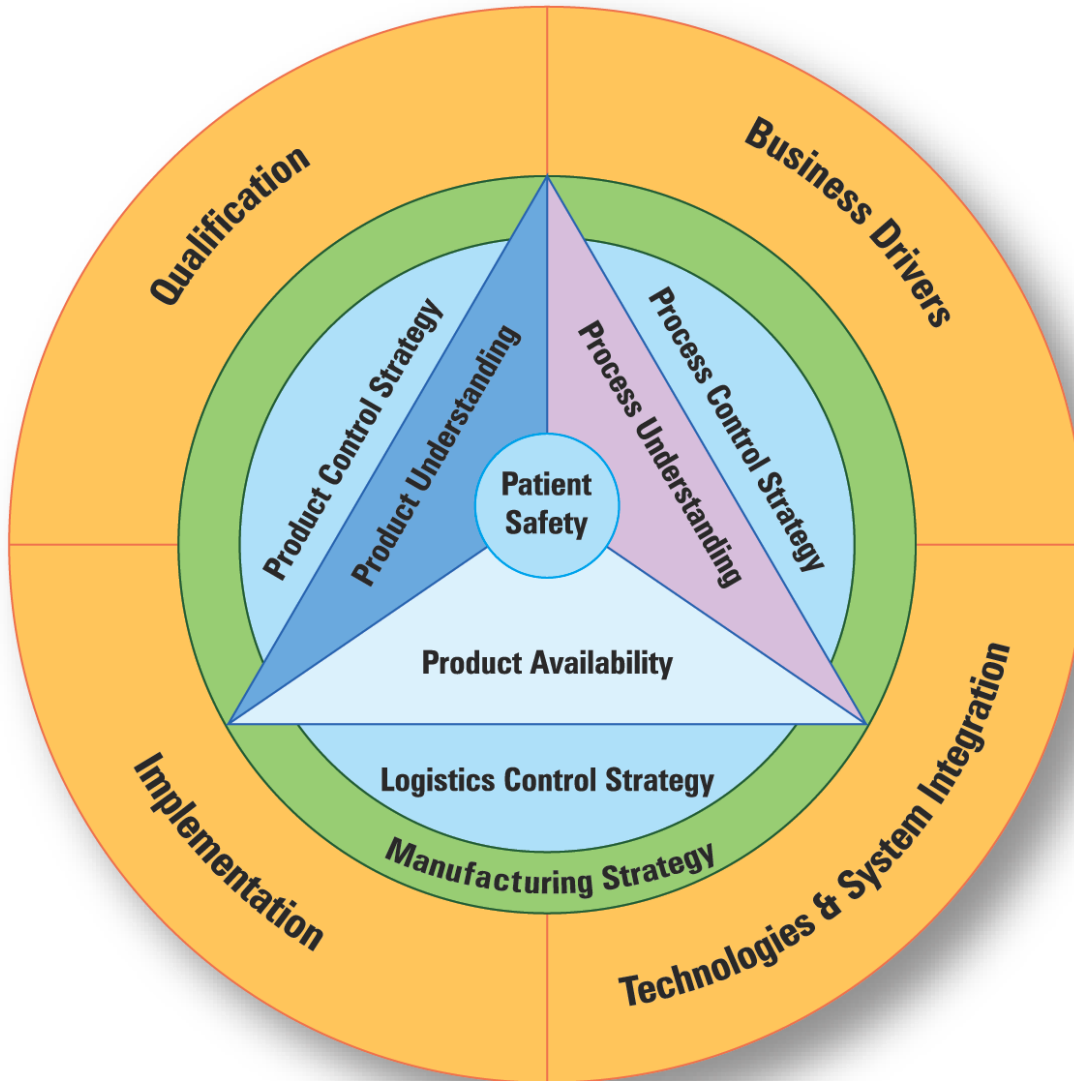 Qualification
Business Drivers
Product Control Strategy
Product Understanding
Process Understanding
Process Control Strategy
Patient
Safety
Product Availability
Logistics Control Strategy
Manufacturing Strategy
Implementation
Technologies & System Integration